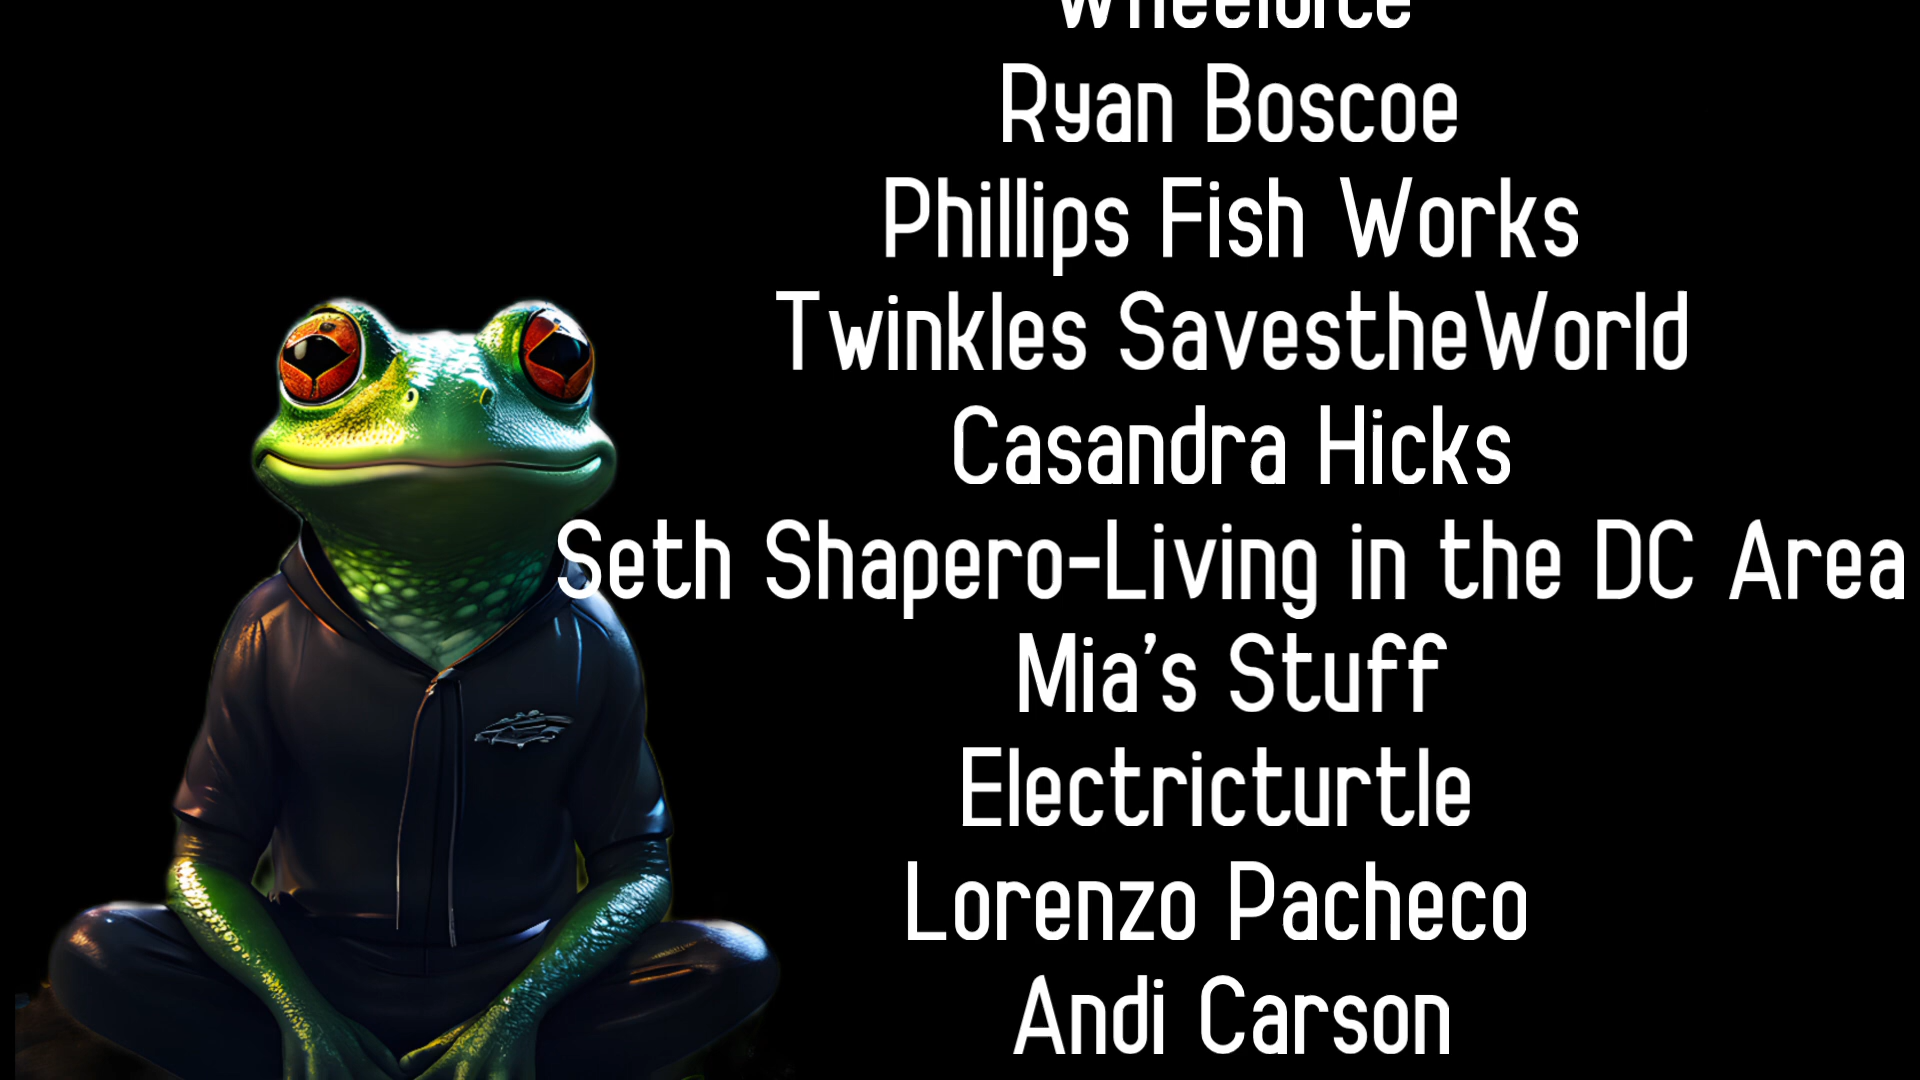 Wheelforce
Ryan Boscoe
Phillips Fish Works
Twinkles SavestheWorld
Casandra Hicks
Seth Shapero-Living in the DC Area
Mia's Stuff
Electricturtle
Lorenzo Pacheco
Andi Carson